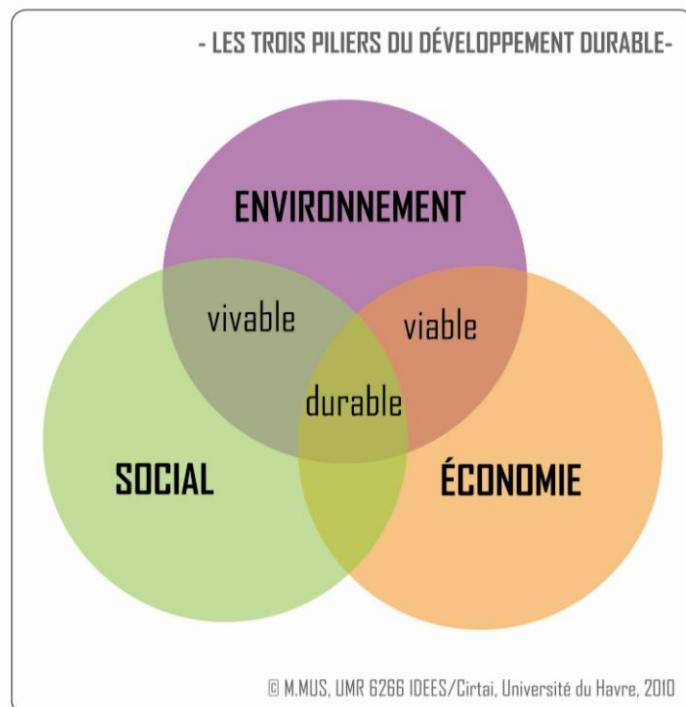 - LES TROIS PILIERS DU DÉVELOPPEMENT DURABLE-
ENVIRONNEMENT
vivable
viable
durable
SOCIAL
ÉCONOMIE
© M.MUS, UMR 6266 IDEES/Cirtai, Université du Havre, 2010